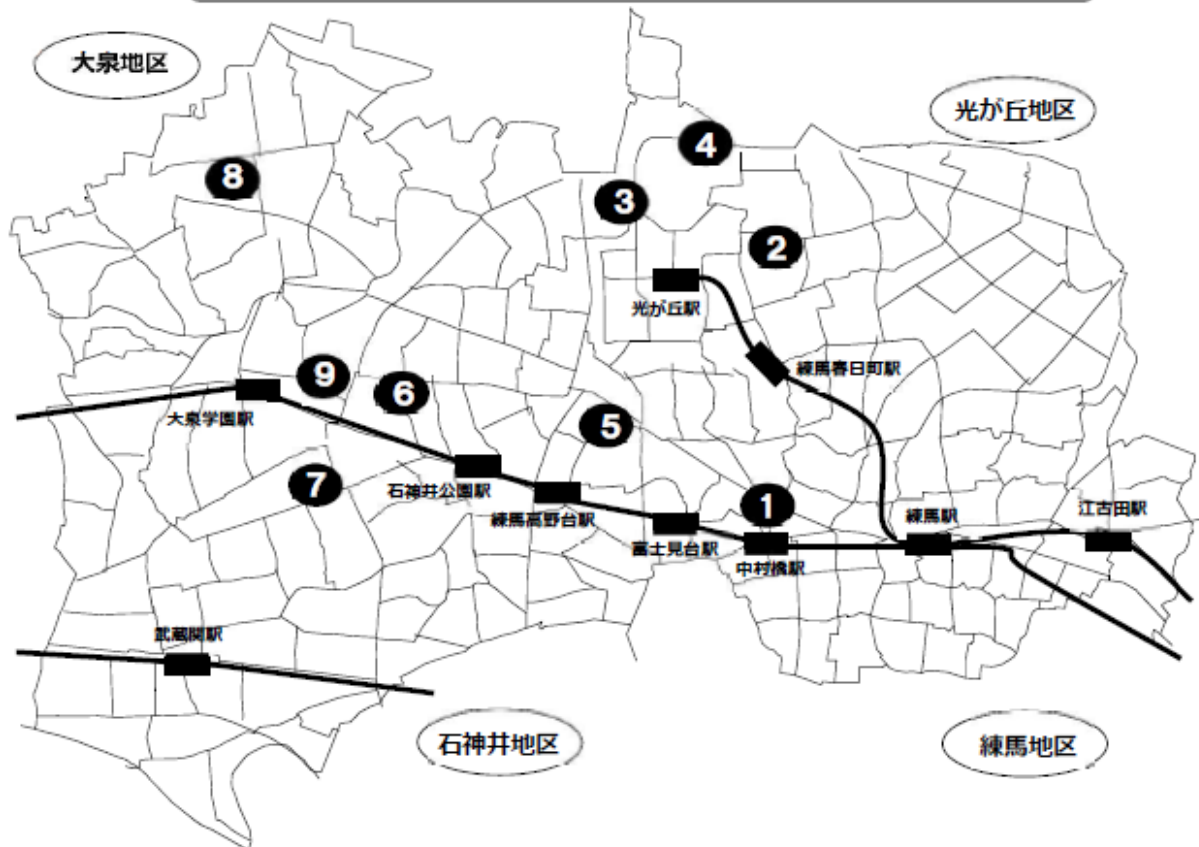 大泉地区
光が丘地区
4
8
3
2
光が丘駅
練馬春日町駅
9
6
大泉学園駅
5
7
石神井公園駅
練馬高野台駅
1
江古田駅
練馬駅
富士見台駅
中村橋駅
武蔵関駅
石神井地区
練馬地区